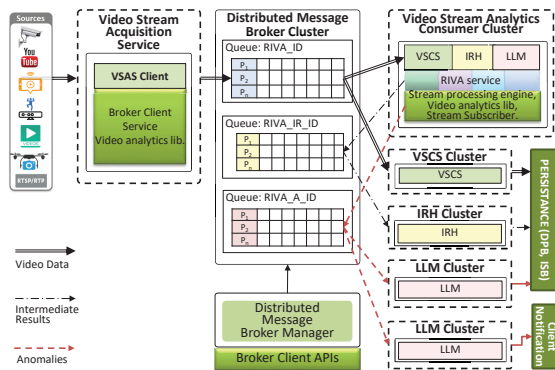 Sources
You
Tube
VIDEOS
RTSP/RTP
Video Data
Intermediate
Results
Anomalies
Video Stream
Acquisition
Service
VSAS Client
Broker Client
Service
Video analytics lib.
Distributed Message
Broker Cluster
Queue: RIVA_ID
P1
P2
Pn
Queue: RIVA_IR_ID
P1
P2
Pn
Queue: RIVA_A_ID
P1
P2
Pn
Distributed
Message
Broker Manager
Broker Client APIs
Video Stream Analytics
Consumer Cluster
VSCS IRH LLM
RIVA service
Stream processing engine,
Video analytics lib,
Stream Subscriber.
VSCS Cluster
VSCS
IRH Cluster
IRH
LLM Cluster
LLM
LLM Cluster
LLM
PERSISTANCE (DPB, ISB)
Client
Notification